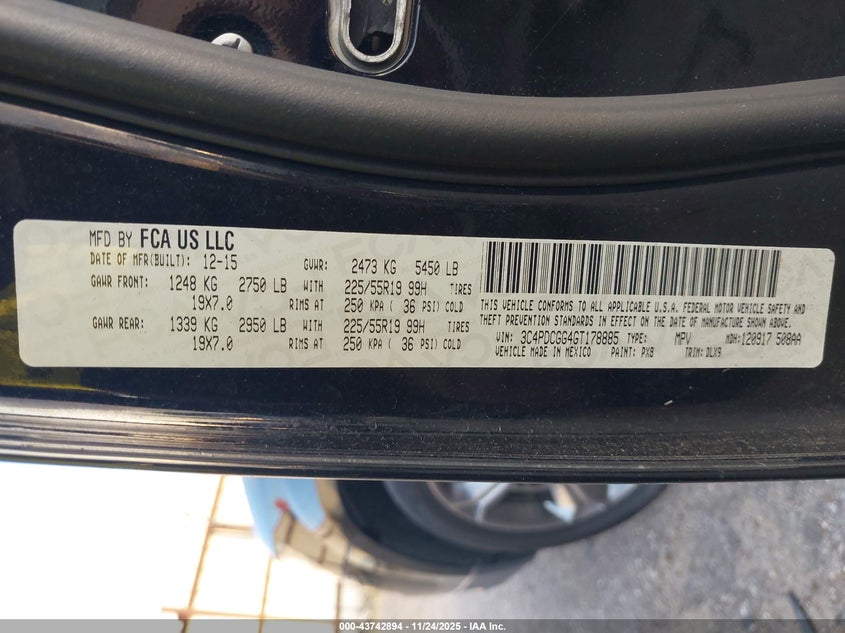 MFD BY FCA US LLC
DATE OF MFR(BUILT): 12-15 GVWR: 2473 KG 5450 LB
GAWR FRONT: 1248 KG 2750 LB WITH 225/55R19 99H TIRES
19X7.0 RIMS AT 250 KPA ( 36 PSI) COLD
GAWR REAR: 1339 KG 2950 LB WITH 225/55R19 99H TIRES
19X7.0 RIMS AT 250 KPA ( 36 PSI) COLD
THIS VEHICLE CONFORMS TO ALL APPLICABLE U.S.A. FEDERAL MOTOR VEHICLE SAFETY AND
THEFT PREVENTION STANDARDS IN EFFECT ON THE DATE OF MANUFACTURE SHOWN ABOVE.
VIN: 3C4PDCGG4GT178885 TYPE: MPV MDH:120917 508AA
VEHICLE MADE IN MEXICO PAINT: PX8 TRIM: DLX9
000-43742894 - 11/24/2025 - IAA Inc.